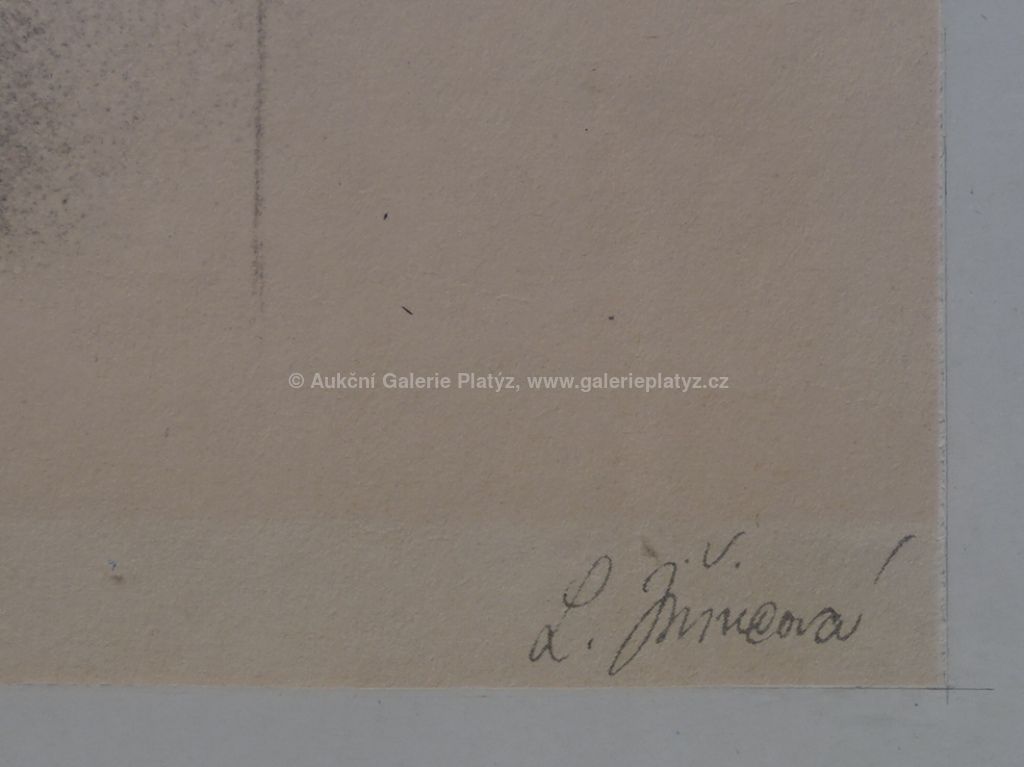 © Aukční Galerie Platýz, www.galerieplatyz.cz
L. Jiřincová